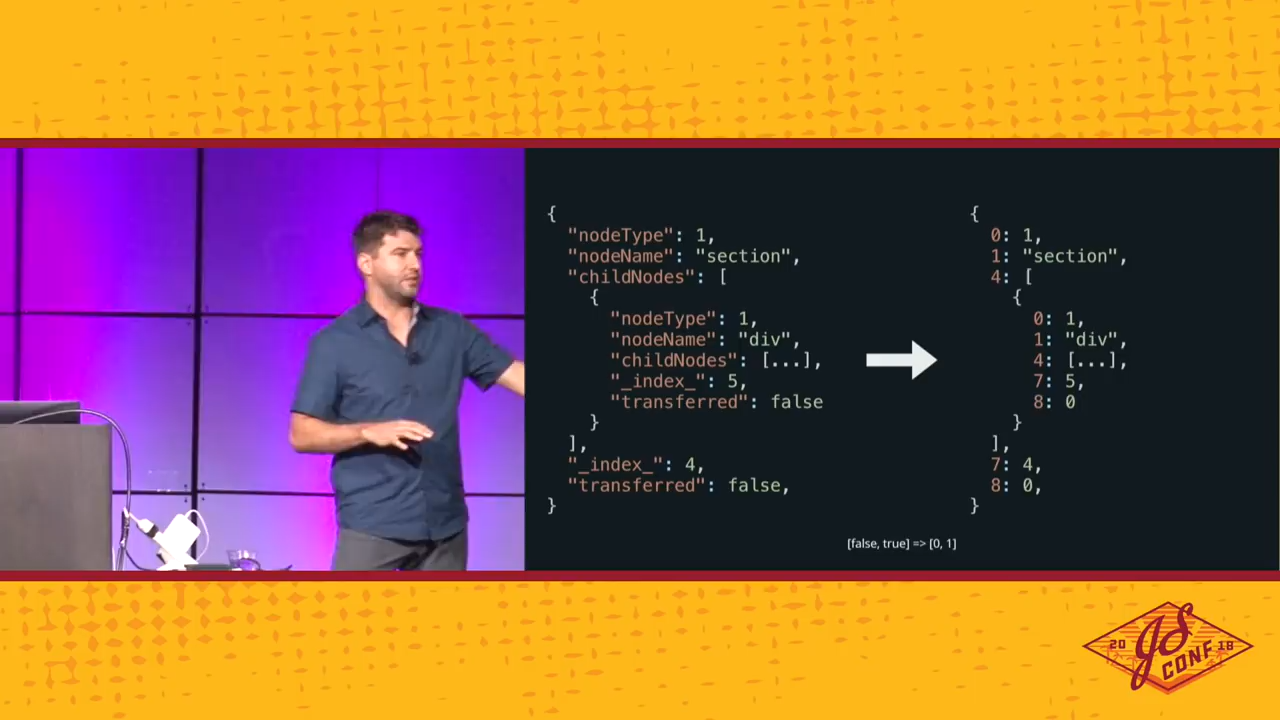 {
"nodeType": 1,
"nodeName": "section",
"childNodes": [
{
"nodeType": 1,
"nodeName": "div",
"childNodes": [...],
"_index_": 5,
"transferred": false
}
],
"_index_": 4,
"transferred": false,
}
{
0: 1,
1: "section",
4: [
{
0: 1,
1: "div",
4: [...],
7: 5,
8: 0
}
],
7: 4,
8: 0,
}
[false, true] => [0, 1]
20 JS 18
CONF